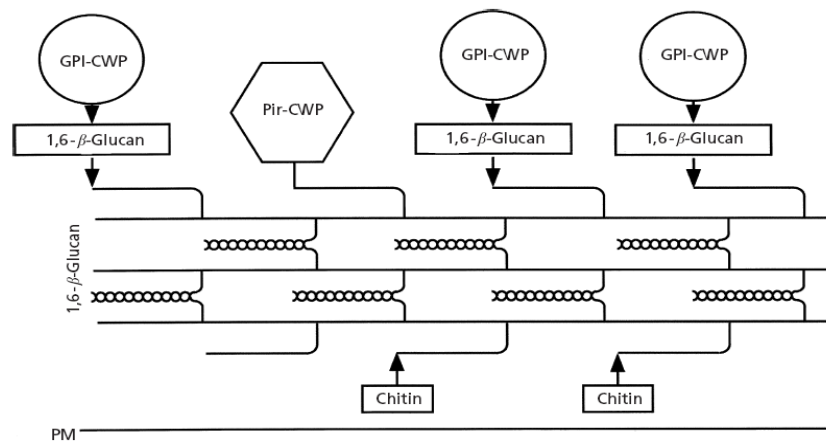 GPI-CWP
GPI-CWP
GPI-CWP
Pir-CWP
1,6-β-Glucan
1,6-β-Glucan
1,6-β-Glucan
1,6-β-Glucan
Chitin
Chitin
PM